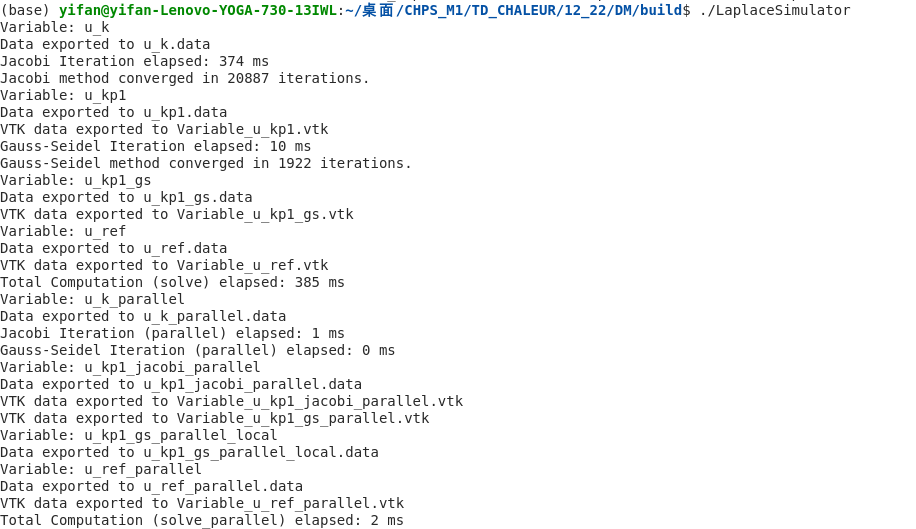 (base) yifan@yifan-Lenovo-YOGA-730-13IWL:~/桌面/CHPS_M1/TD_CHALEUR/12_22/DM/build$ ./LaplaceSimulator
Variable: u_k
Data exported to u_k.data
Jacobi Iteration elapsed: 374 ms
Jacobi method converged in 20887 iterations.
Variable: u_kp1
Data exported to u_kp1.data
VTK data exported to Variable_u_kp1.vtk
Gauss-Seidel Iteration elapsed: 10 ms
Gauss-Seidel method converged in 1922 iterations.
Variable: u_kp1_gs
Data exported to u_kp1_gs.data
VTK data exported to Variable_u_kp1_gs.vtk
Variable: u_ref
Data exported to u_ref.data
VTK data exported to Variable_u_ref.vtk
Total Computation (solve) elapsed: 385 ms
Variable: u_k_parallel
Data exported to u_k_parallel.data
Jacobi Iteration (parallel) elapsed: 1 ms
Gauss-Seidel Iteration (parallel) elapsed: 0 ms
Variable: u_kp1_jacobi_parallel
Data exported to u_kp1_jacobi_parallel.data
VTK data exported to Variable_u_kp1_jacobi_parallel.vtk
VTK data exported to Variable_u_kp1_gs_parallel.vtk
Variable: u_kp1_gs_parallel_local
Data exported to u_kp1_gs_parallel_local.data
Variable: u_ref_parallel
Data exported to u_ref_parallel.data
VTK data exported to Variable_u_ref_parallel.vtk
Total Computation (solve_parallel) elapsed: 2 ms